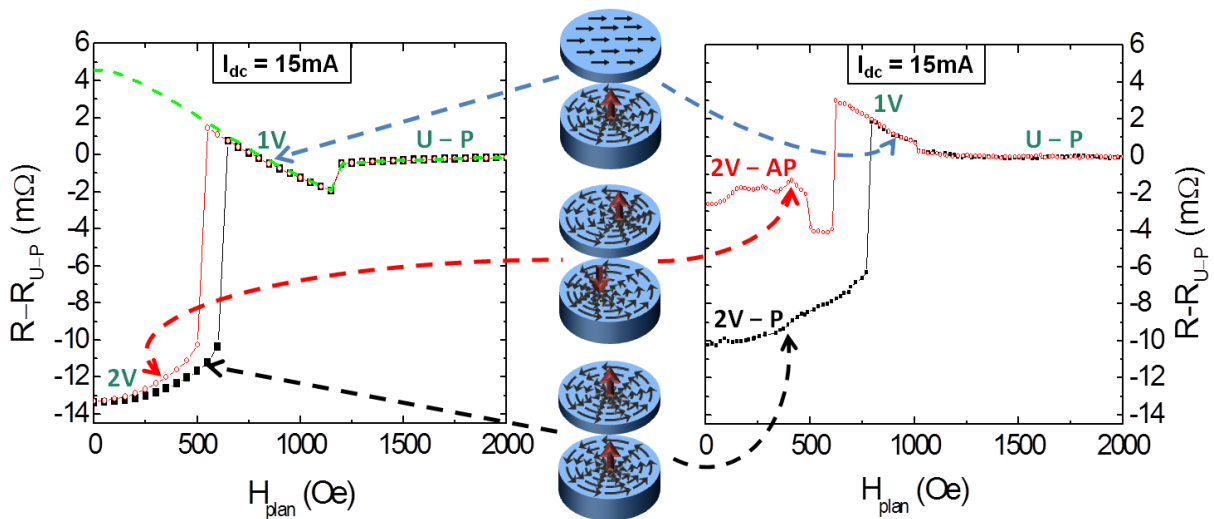 I_dc = 15mA
6
4
2
0
-2
-4
-6
-8
-10
-12
-14
R−R_U-P (mΩ)
1V
U – P
2V
0
500
1000
1500
2000
H_plan (Oe)
I_dc = 15mA
1V
U – P
2V – AP
2V – P
6
4
2
0
-2
-4
-6
-8
-10
-12
-14
R-R_U-P (mΩ)
0
500
1000
1500
2000
H_plan (Oe)